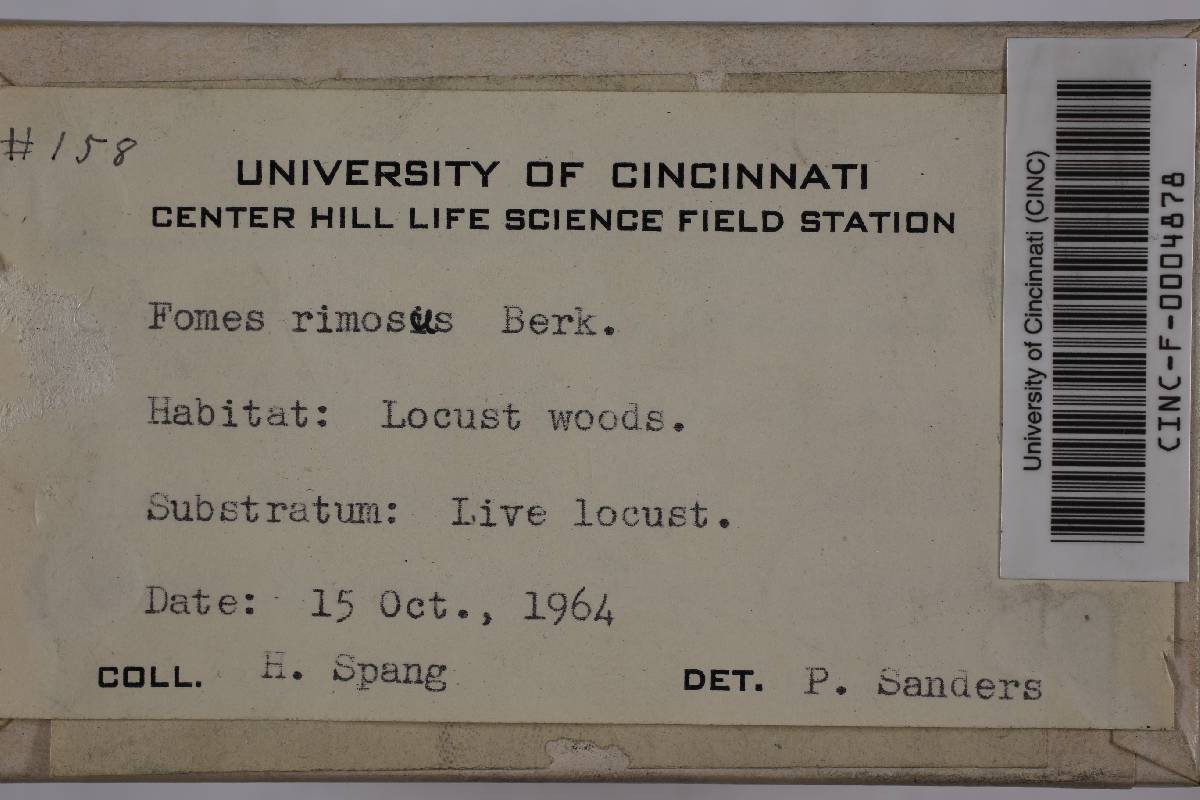 #158
UNIVERSITY OF CINCINNATI
CENTER HILL LIFE SCIENCE FIELD STATION
Fomes rimosus Berk.
Habitat: Locust woods.
Substratum: Live locust.
Date: 15 Oct., 1964
COLL. H. Spang
DET. P. Sanders
University of Cincinnati (CINC)
CINC-F-0004878